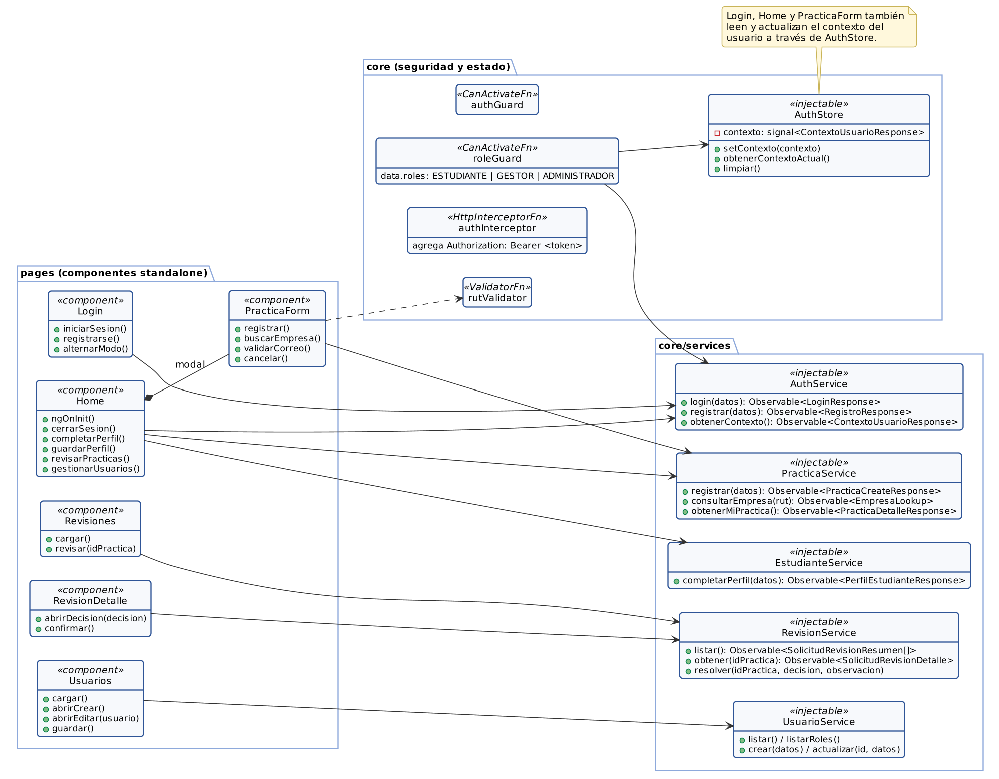 Login, Home y PracticaForm también
leen y actualizan el contexto del
usuario a través de AuthStore.
core (seguridad y estado)
«CanActivateFn»
authGuard
«injectable»
AuthStore
contexto: signal<ContextoUsuarioResponse>
setContexto(contexto)
obtenerContextoActual()
limpiar()
«CanActivateFn»
roleGuard
data.roles: ESTUDIANTE | GESTOR | ADMINISTRADOR
«HttpInterceptorFn»
authInterceptor
agrega Authorization: Bearer <token>
«ValidatorFn»
rutValidator
pages (componentes standalone)
«component»
Login
iniciarSesion()
registrarse()
alternarModo()
«component»
PracticaForm
registrar()
buscarEmpresa()
validarCorreo()
cancelar()
modal
«component»
Home
ngOnInit()
cerrarSesion()
completarPerfil()
guardarPerfil()
revisarPracticas()
gestionarUsuarios()
«component»
Revisiones
cargar()
revisar(idPractica)
«component»
RevisionDetalle
abrirDecision(decision)
confirmar()
«component»
Usuarios
cargar()
abrirCrear()
abrirEditar(usuario)
guardar()
core/services
«injectable»
AuthService
login(datos): Observable<LoginResponse>
registrar(datos): Observable<RegistroResponse>
obtenerContexto(): Observable<ContextoUsuarioResponse>
«injectable»
PracticaService
registrar(datos): Observable<PracticaCreateResponse>
consultarEmpresa(rut): Observable<EmpresaLookup>
obtenerMiPractica(): Observable<PracticaDetalleResponse>
«injectable»
EstudianteService
completarPerfil(datos): Observable<PerfilEstudianteResponse>
«injectable»
RevisionService
listar(): Observable<SolicitudRevisionResumen[]>
obtener(idPractica): Observable<SolicitudRevisionDetalle>
resolver(idPractica, decision, observacion)
«injectable»
UsuarioService
listar() / listarRoles()
crear(datos) / actualizar(id, datos)